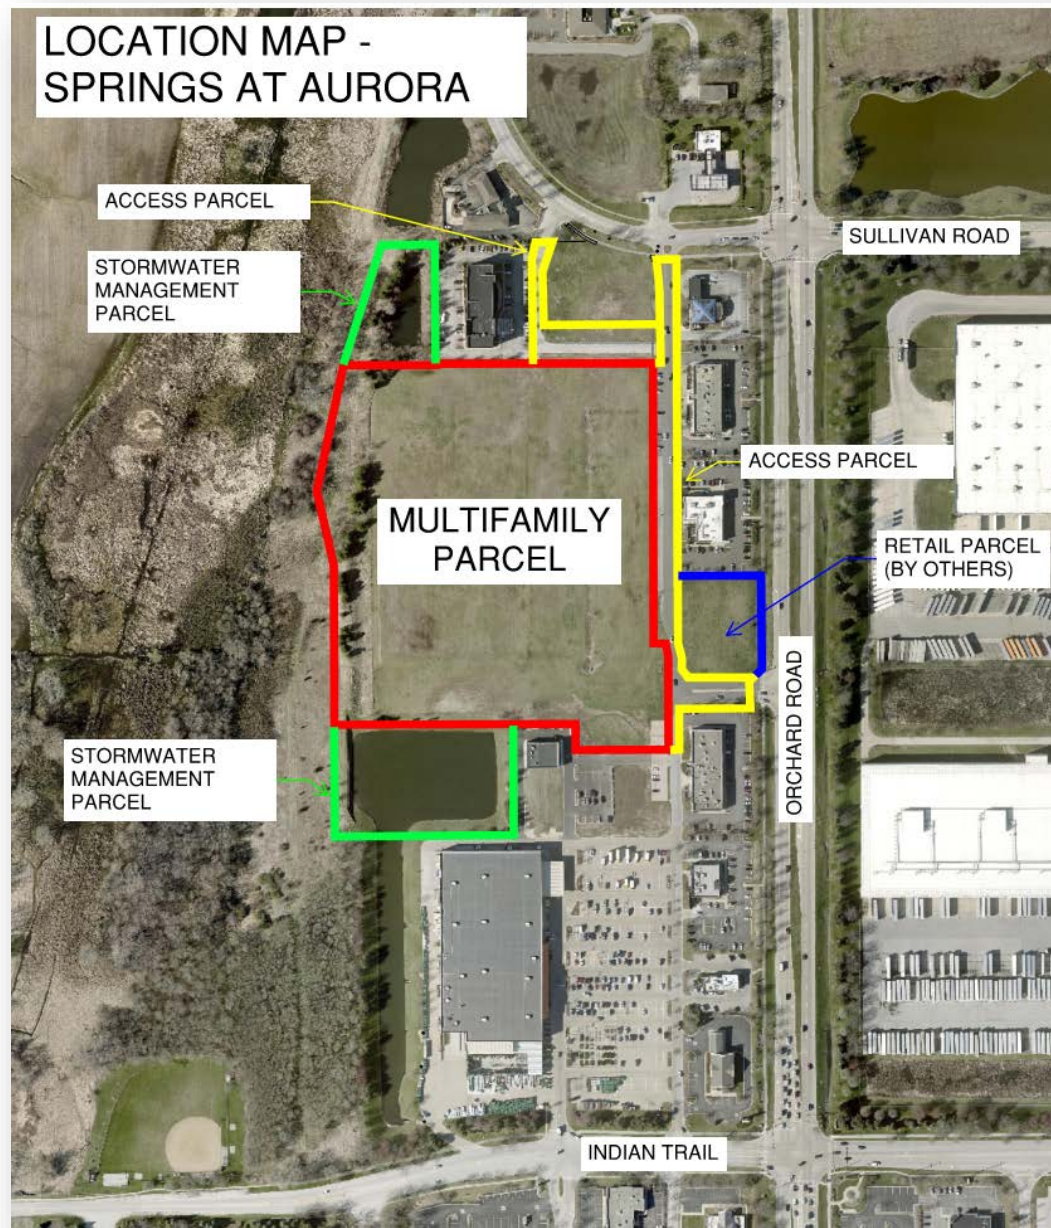 LOCATION MAP -
SPRINGS AT AURORA
ACCESS PARCEL
SULLIVAN ROAD
STORMWATER
MANAGEMENT
PARCEL
ACCESS PARCEL
MULTIFAMILY
PARCEL
RETAIL PARCEL
(BY OTHERS)
ORCHARD ROAD
STORMWATER
MANAGEMENT
PARCEL
INDIAN TRAIL